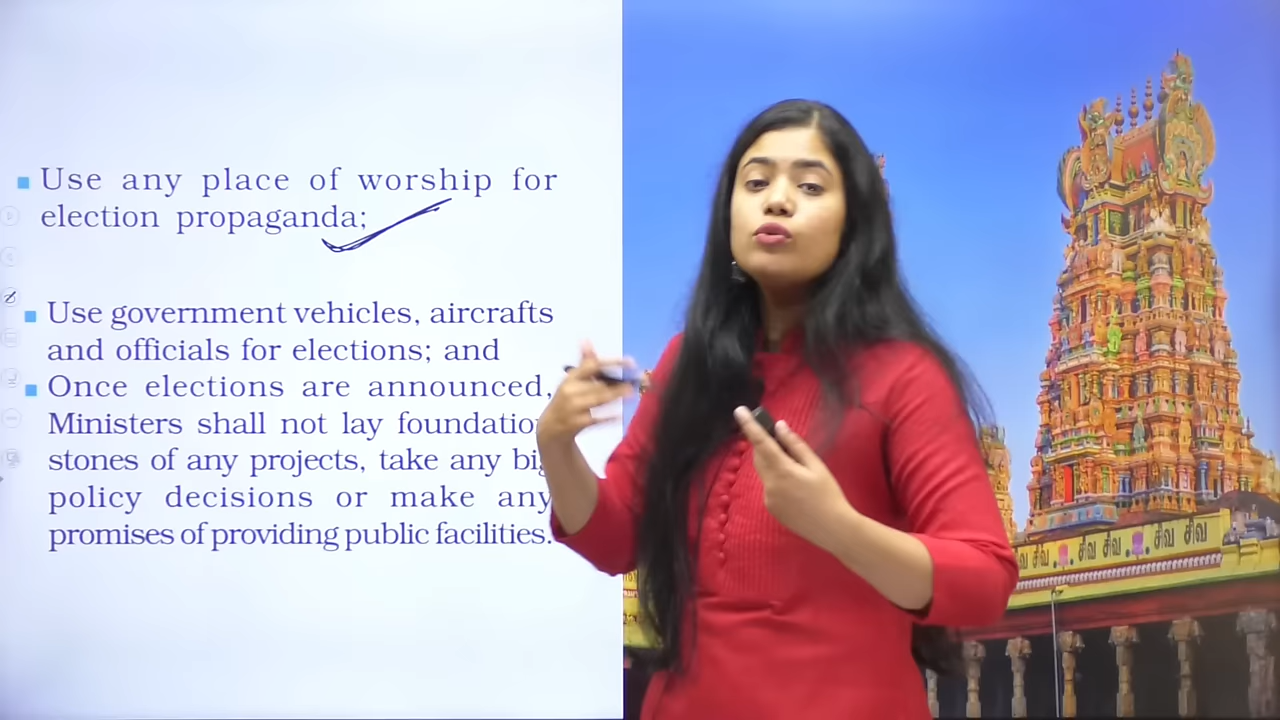 Use any place of worship for
election propaganda;
Use government vehicles, aircrafts
and officials for elections; and
Once elections are announced,
Ministers shall not lay foundation
stones of any projects, take any big
policy decisions or make any
promises of providing public facilities.
சிவ சிவ சிவ சிவ